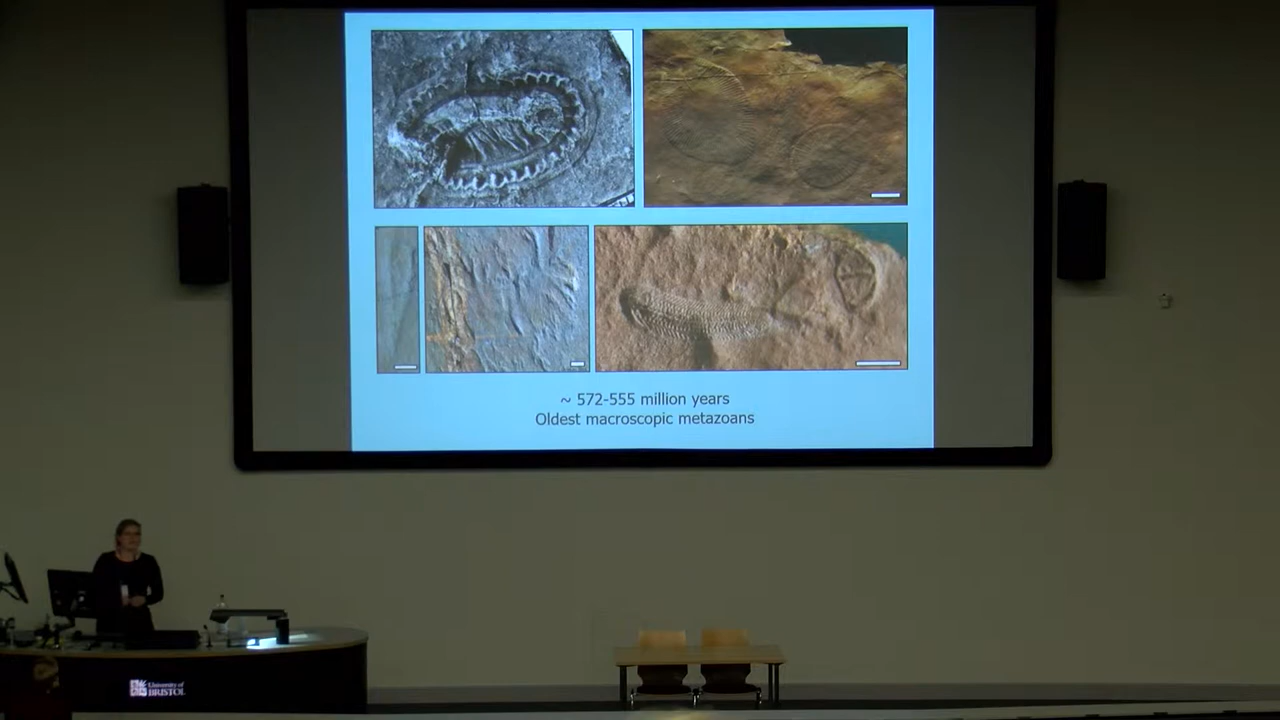 ~ 572-555 million years
Oldest macroscopic metazoans
University of
BRISTOL